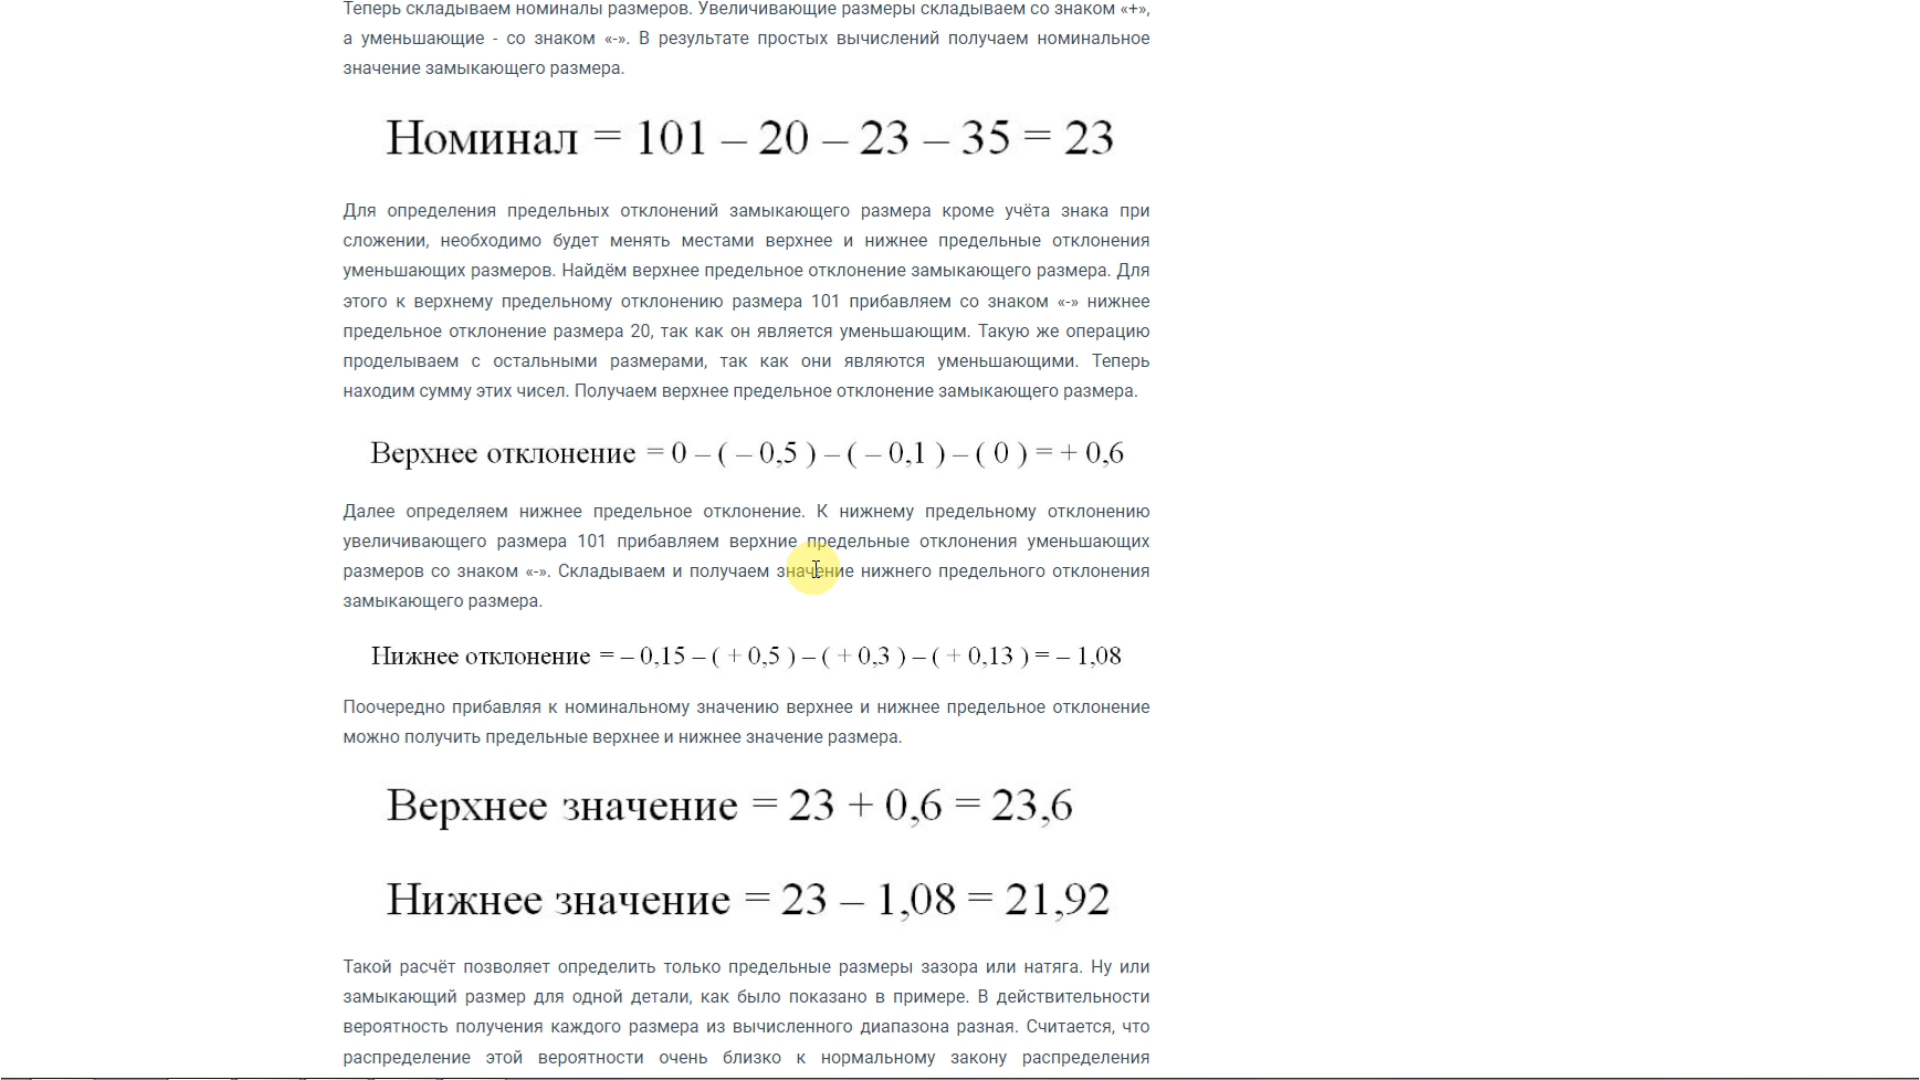 Теперь складываем номиналы размеров. Увеличивающие размеры складываем со знаком «+»,
а уменьшающие - со знаком «-». В результате простых вычислений получаем номинальное
значение замыкающего размера.
Номинал = 101 – 20 – 23 – 35 = 23
Для определения предельных отклонений замыкающего размера кроме учёта знака при
сложении, необходимо будет менять местами верхнее и нижнее предельные отклонения
уменьшающих размеров. Найдём верхнее предельное отклонение замыкающего размера. Для
этого к верхнему предельному отклонению размера 101 прибавляем со знаком «-» нижнее
предельное отклонение размера 20, так как он является уменьшающим. Такую же операцию
проделываем с остальными размерами, так как они являются уменьшающими. Теперь
находим сумму этих чисел. Получаем верхнее предельное отклонение замыкающего размера.
Верхнее отклонение = 0 – ( – 0,5 ) – ( – 0,1 ) – ( 0 ) = + 0,6
Далее определяем нижнее предельное отклонение. К нижнему предельному отклонению
увеличивающего размера 101 прибавляем верхние предельные отклонения уменьшающих
размеров со знаком «-». Складываем и получаем значение нижнего предельного отклонения
замыкающего размера.
Нижнее отклонение = – 0,15 – ( + 0,5 ) – ( + 0,3 ) – ( + 0,13 ) = – 1,08
Поочередно прибавляя к номинальному значению верхнее и нижнее предельное отклонение
можно получить предельные верхнее и нижнее значение размера.
Верхнее значение = 23 + 0,6 = 23,6
Нижнее значение = 23 – 1,08 = 21,92
Такой расчёт позволяет определить только предельные размеры зазора или натяга. Ну или
замыкающий размер для одной детали, как было показано в примере. В действительности
вероятность получения каждого размера из вычисленного диапазона разная. Считается, что
распределение этой вероятности очень близко к нормальному закону распределения